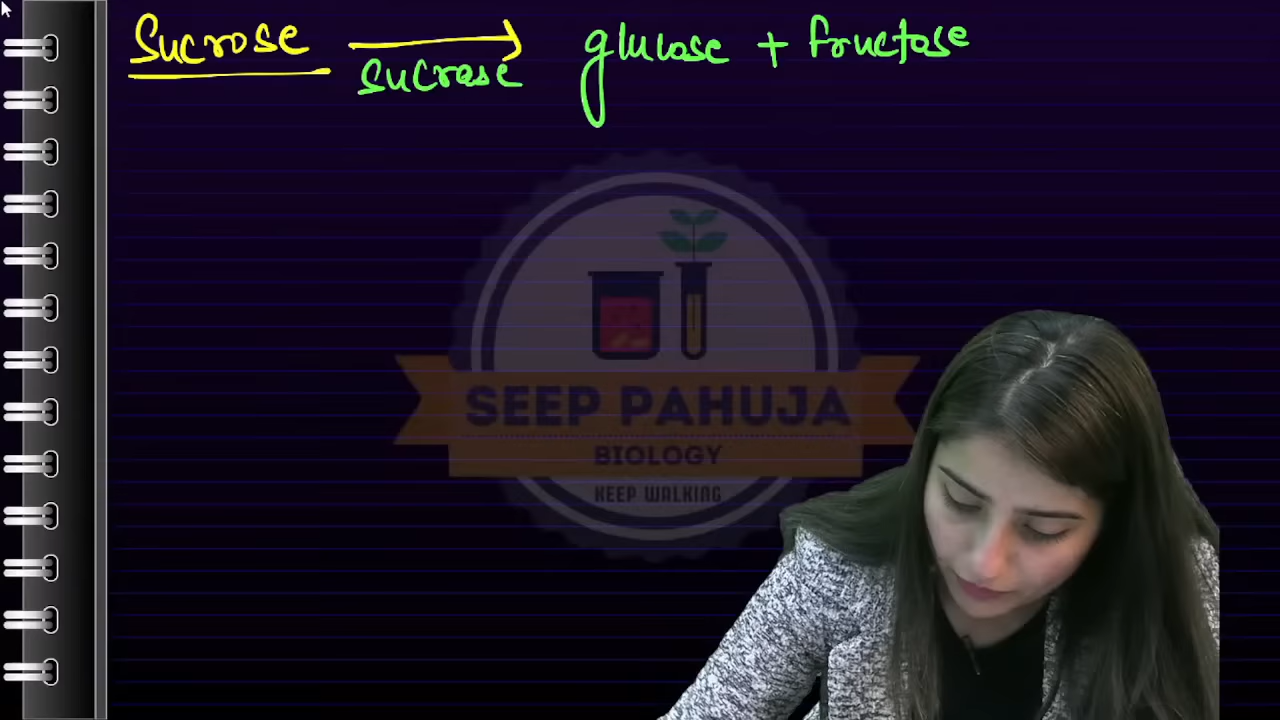 Sucrose → glucose + fructose
sucrase
SEEP PAHUJA
BIOLOGY
KEEP WALKING